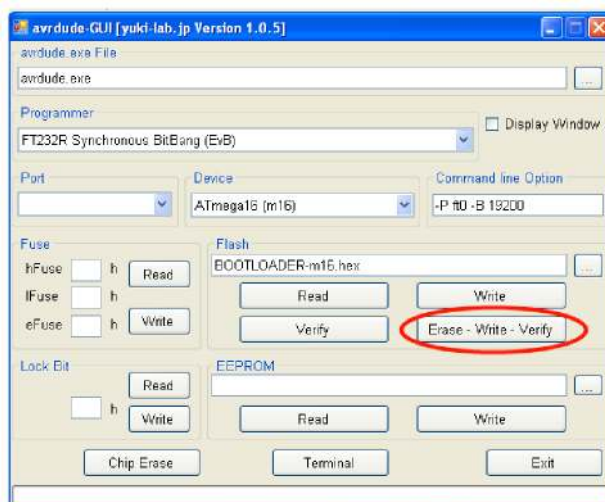 avrdude-GUI [yuki-lab.jp Version 1.0.5]
avrdude.exe File
avrdude.exe
...
Programmer
FT232R Synchronous BitBang (EvB)
Display Window
Port
Device
ATmega16 (m16)
Command line Option
-P ft0 -B 19200
Fuse
hFuse h
lFuse h
eFuse h
Read
Write
Flash
BOOTLOADER-m16.hex
...
Read Write
Verify Erase - Write - Verify
Lock Bit
h
Read
Write
EEPROM
...
Read Write
Chip Erase Terminal Exit